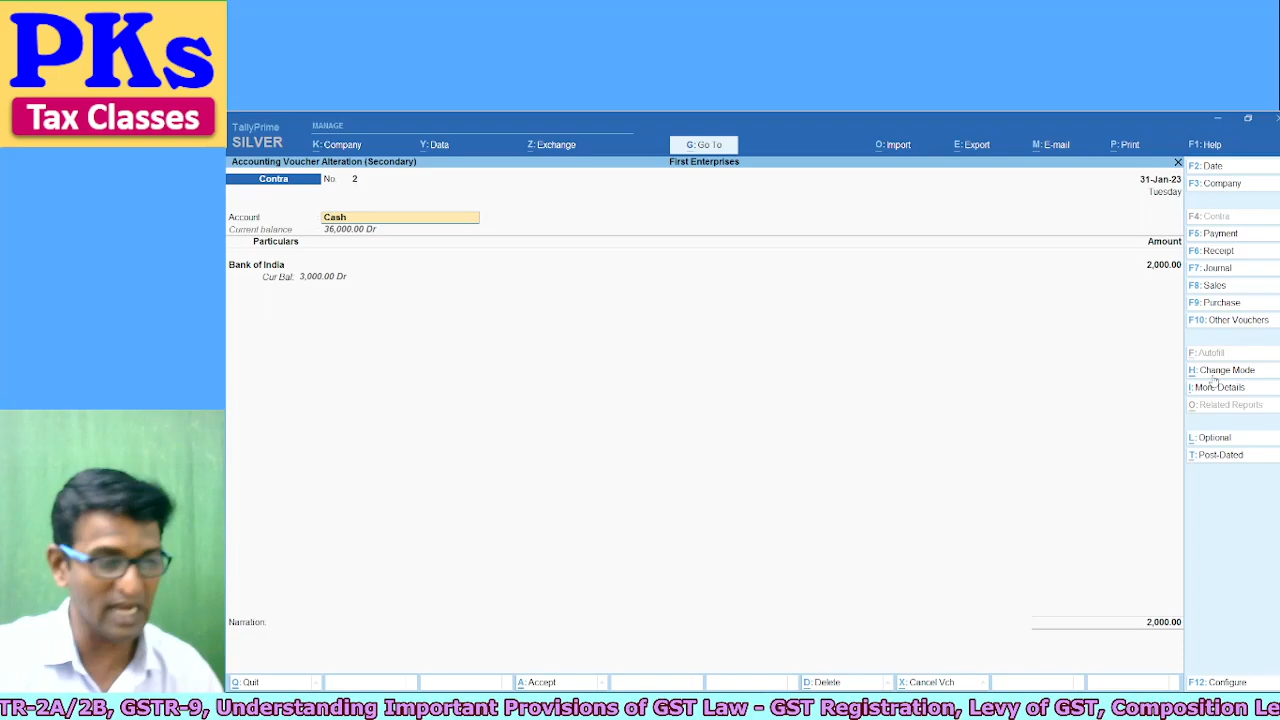 PKs
Tax Classes
TallyPrime
SILVER
MANAGE
K: Company
Y: Data
Z: Exchange
G: Go To
O: Import
E: Export
M: E-mail
P: Print
F1: Help
Accounting Voucher Alteration (Secondary)
First Enterprises
Contra No. 2
31-Jan-23
Tuesday
Account Cash
Current balance 36,000.00 Dr
Particulars Amount
Bank of India 2,000.00
Cur Bal: 3,000.00 Dr
Narration: 2,000.00
F2: Date
F3: Company
F4: Contra
F5: Payment
F6: Receipt
F7: Journal
F8: Sales
F9: Purchase
F10: Other Vouchers
F: Autofill
H: Change Mode
I: More Details
O: Related Reports
L: Optional
T: Post-Dated
Q: Quit
A: Accept
D: Delete
X: Cancel Vch
F12: Configure
TR-2A/2B, GSTR-9, Understanding Important Provisions of GST Law - GST Registration, Levy of GST, Composition Le